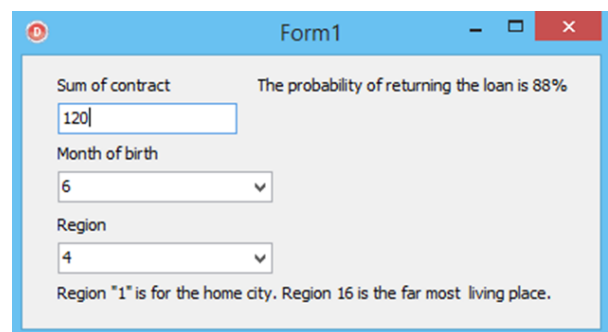 Form1
Sum of contract
The probability of returning the loan is 88%
120
Month of birth
6
Region
4
Region "1" is for the home city. Region 16 is the far most living place.